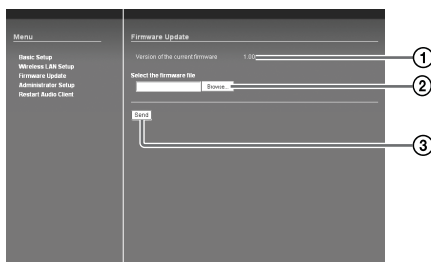 Menu
Basic Setup
Wireless LAN Setup
Firmware Update
Administrator Setup
Restart Audio Client
Firmware Update
Version of the current firmware 1.00
1
Select the firmware file
Browse...
2
Send
3